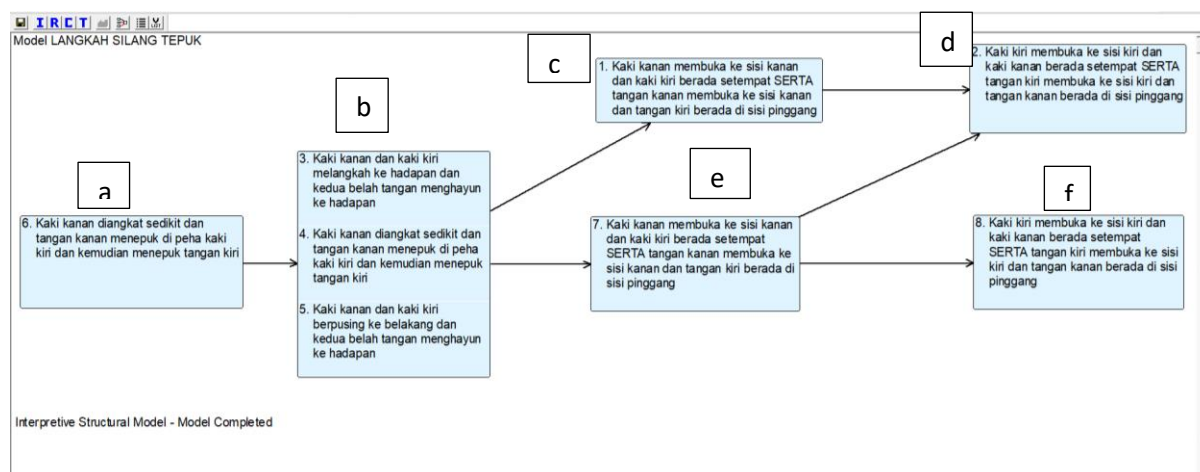 I R C T
Model LANGKAH SILANG TEPUK
a
6. Kaki kanan diangkat sedikit dan
tangan kanan menepuk di peha kaki
kiri dan kemudian menepuk tangan kiri
b
3. Kaki kanan dan kaki kiri
melangkah ke hadapan dan
kedua belah tangan menghayun
ke hadapan
4. Kaki kanan diangkat sedikit dan
tangan kanan menepuk di peha
kaki kiri dan kemudian menepuk
tangan kiri
5. Kaki kanan dan kaki kiri
berpusing ke belakang dan
kedua belah tangan menghayun
ke hadapan
c
1. Kaki kanan membuka ke sisi kanan
dan kaki kiri berada setempat SERTA
tangan kanan membuka ke sisi kanan
dan tangan kiri berada di sisi pinggang
d
2. Kaki kiri membuka ke sisi kiri dan
kaki kanan berada setempat SERTA
tangan kiri membuka ke sisi kiri dan
tangan kanan berada di sisi pinggang
e
7. Kaki kanan membuka ke sisi kanan
dan kaki kiri berada setempat
SERTA tangan kanan membuka ke
sisi kanan dan tangan kiri berada di
sisi pinggang
f
8. Kaki kiri membuka ke sisi kiri dan
kaki kanan berada setempat
SERTA tangan kiri membuka ke sisi
kiri dan tangan kanan berada di sisi
pinggang
Interpretive Structural Model - Model Completed